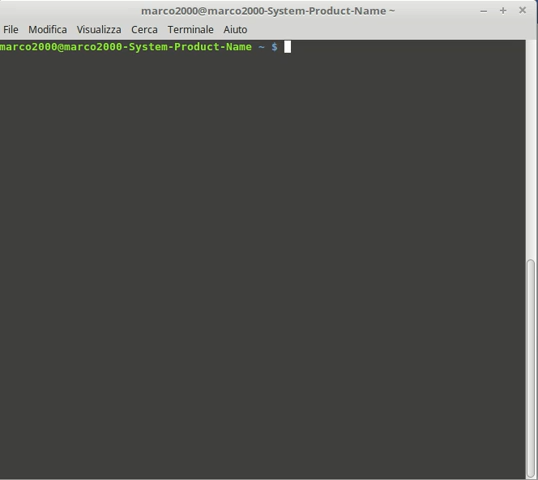 marco2000@marco2000-System-Product-Name ~
File Modifica Visualizza Cerca Terminale Aiuto
marco2000@marco2000-System-Product-Name ~ $